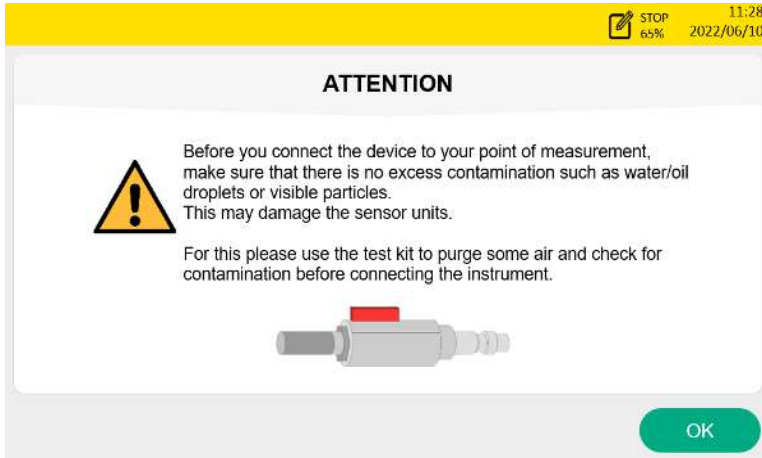 STOP 11:28
65% 2022/06/10
ATTENTION
Before you connect the device to your point of measurement,
make sure that there is no excess contamination such as water/oil
droplets or visible particles.
This may damage the sensor units.
For this please use the test kit to purge some air and check for
contamination before connecting the instrument.
OK